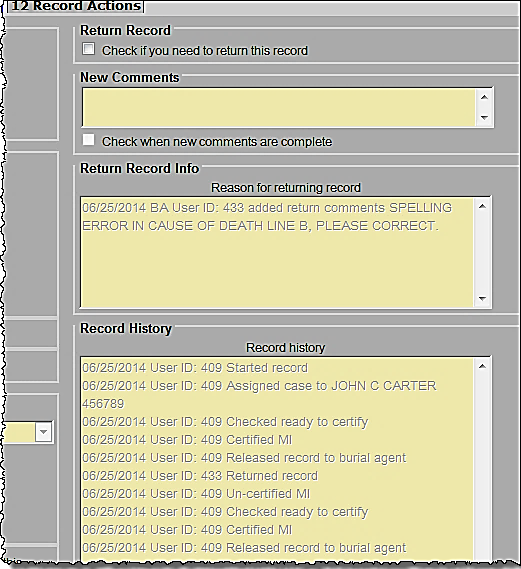 12 Record Actions
Return Record
Check if you need to return this record
New Comments
Check when new comments are complete
Return Record Info
Reason for returning record
06/25/2014 BA User ID: 433 added return comments SPELLING
ERROR IN CAUSE OF DEATH LINE B, PLEASE CORRECT.
Record History
Record history
06/25/2014 User ID: 409 Started record
06/25/2014 User ID: 409 Assigned case to JOHN C CARTER
456789
06/25/2014 User ID: 409 Checked ready to certify
06/25/2014 User ID: 409 Certified MI
06/25/2014 User ID: 409 Released record to burial agent
06/25/2014 User ID: 433 Returned record
06/25/2014 User ID: 409 Un-certified MI
06/25/2014 User ID: 409 Checked ready to certify
06/25/2014 User ID: 409 Certified MI
06/25/2014 User ID: 409 Released record to burial agent